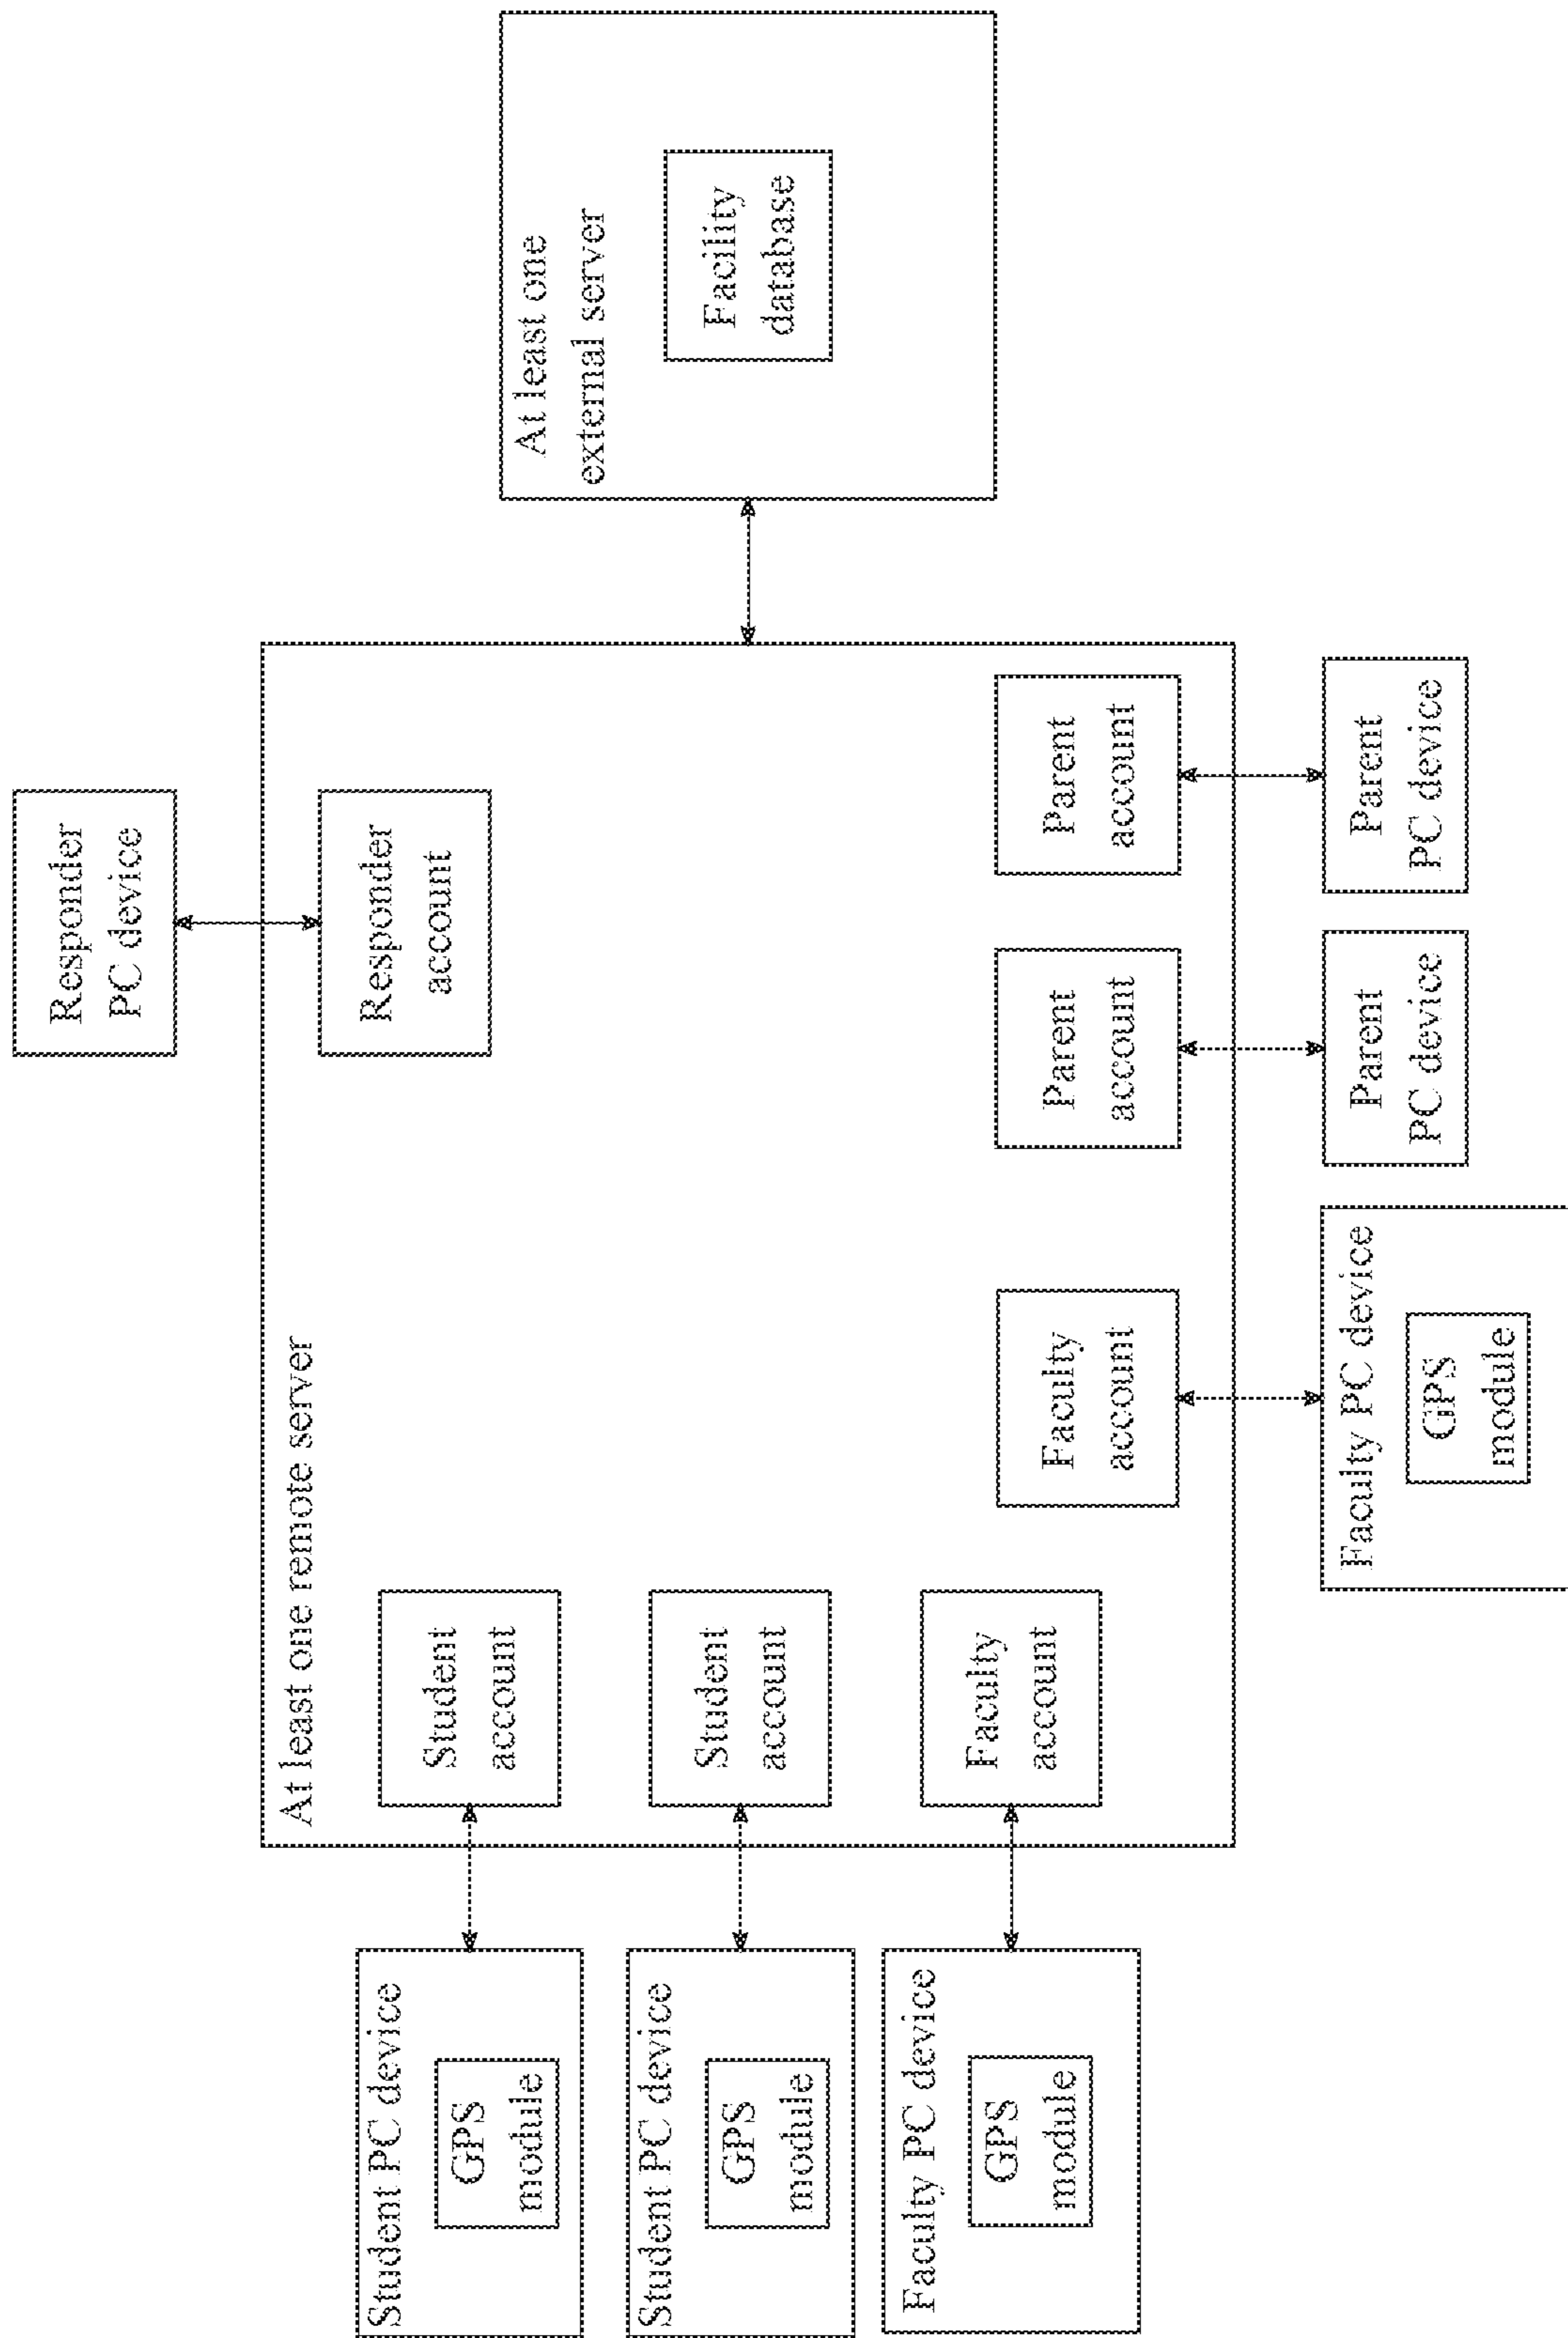 Responder
PC device
At least one remote server
Responder
account
Student PC device
GPS
module
Student
account
At least one
external server
Facility
database
Student PC device
GPS
module
Student
account
Faculty PC device
GPS
module
Faculty
account
Faculty
account
Parent
account
Parent
account
Faculty PC device
GPS
module
Parent
PC device
Parent
PC device